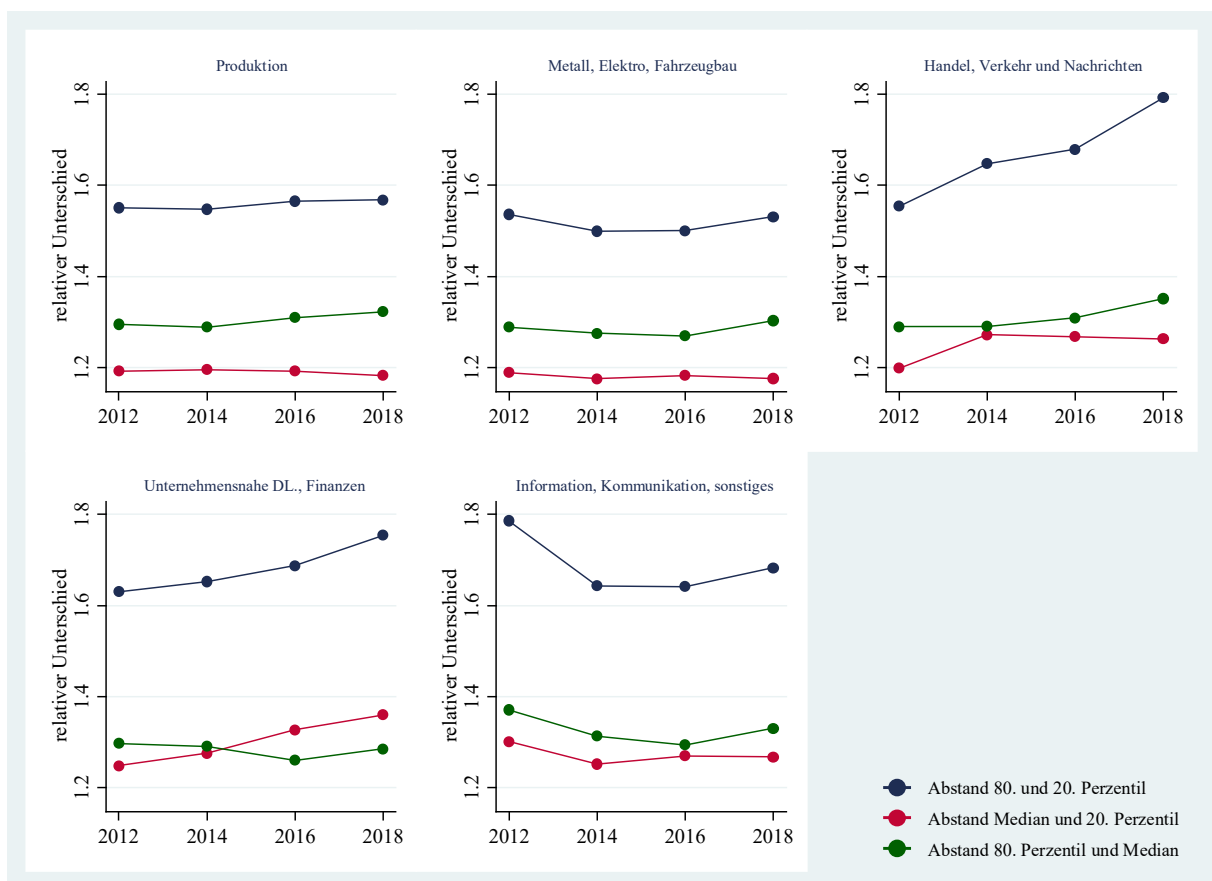 Produktion
relativer Unterschied
1.8
1.6
1.4
1.2
2012 2014 2016 2018
Metall, Elektro, Fahrzeugbau
relativer Unterschied
1.8
1.6
1.4
1.2
2012 2014 2016 2018
Handel, Verkehr und Nachrichten
relativer Unterschied
1.8
1.6
1.4
1.2
2012 2014 2016 2018
Unternehmensnahe DL., Finanzen
relativer Unterschied
1.8
1.6
1.4
1.2
2012 2014 2016 2018
Information, Kommunikation, sonstiges
relativer Unterschied
1.8
1.6
1.4
1.2
2012 2014 2016 2018
Abstand 80. und 20. Perzentil
Abstand Median und 20. Perzentil
Abstand 80. Perzentil und Median